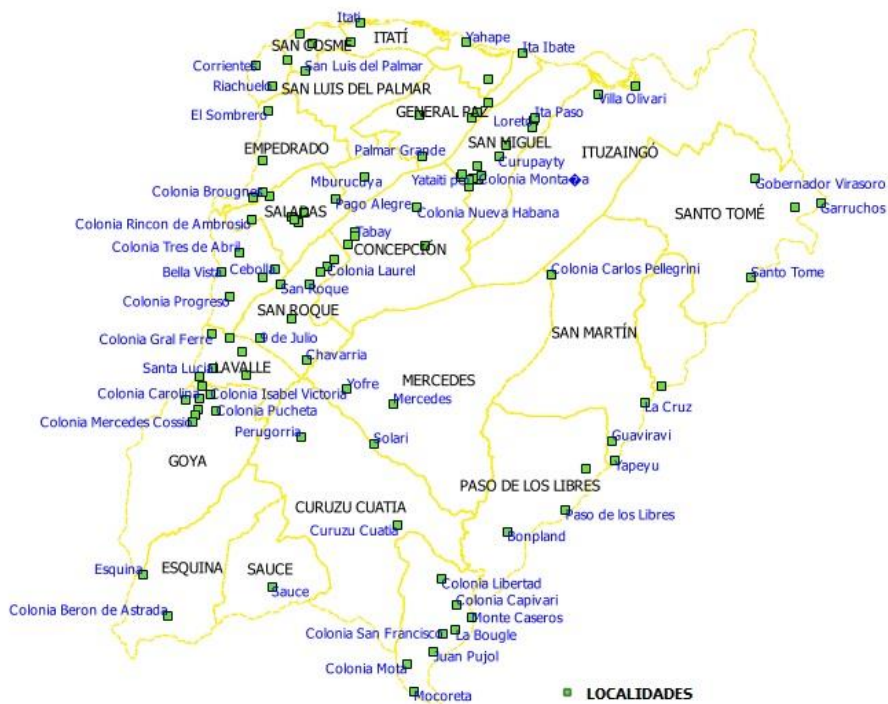 Itati
ITATÍ
Yahape
SAN COSME
Ita Ibate
Corrientes
San Luis del Palmar
Riachuelo
SAN LUIS DEL PALMAR
Villa Olivari
El Sombrero
GENERAL PAZ
Ita Paso
Loreto
EMPEDRADO
SAN MIGUEL
ITUZAINGÓ
Palmar Grande
Curupayty
Mburucuya
Yataiti po
Colonia Monta�a
Gobernador Virasoro
Colonia Brougnes
Pago Alegre
Garruchos
SALADAS
Colonia Nueva Habana
SANTO TOMÉ
Colonia Rincon de Ambrosio
Tabay
Colonia Tres de Abril
CONCEPCIÓN
Bella Vista
Cebolla
Colonia Laurel
Colonia Carlos Pellegrini
Santo Tome
San Roque
Colonia Progreso
SAN ROQUE
SAN MARTÍN
Colonia Gral Ferre
9 de Julio
Chavarria
Santa Lucia
LAVALLE
MERCEDES
Yofre
Colonia Carolina
Colonia Isabel Victoria
Mercedes
La Cruz
Colonia Pucheta
Colonia Mercedes Cossio
Perugorria
Solari
Guaviravi
GOYA
Yapeyu
PASO DE LOS LIBRES
CURUZU CUATIA
Paso de los Libres
Curuzu Cuatia
Bonpland
Esquina
ESQUINA
SAUCE
Sauce
Colonia Libertad
Colonia Beron de Astrada
Colonia Capivari
Monte Caseros
Colonia San Francisco
La Bougle
Juan Pujol
Colonia Mota
Mocoreta
LOCALIDADES